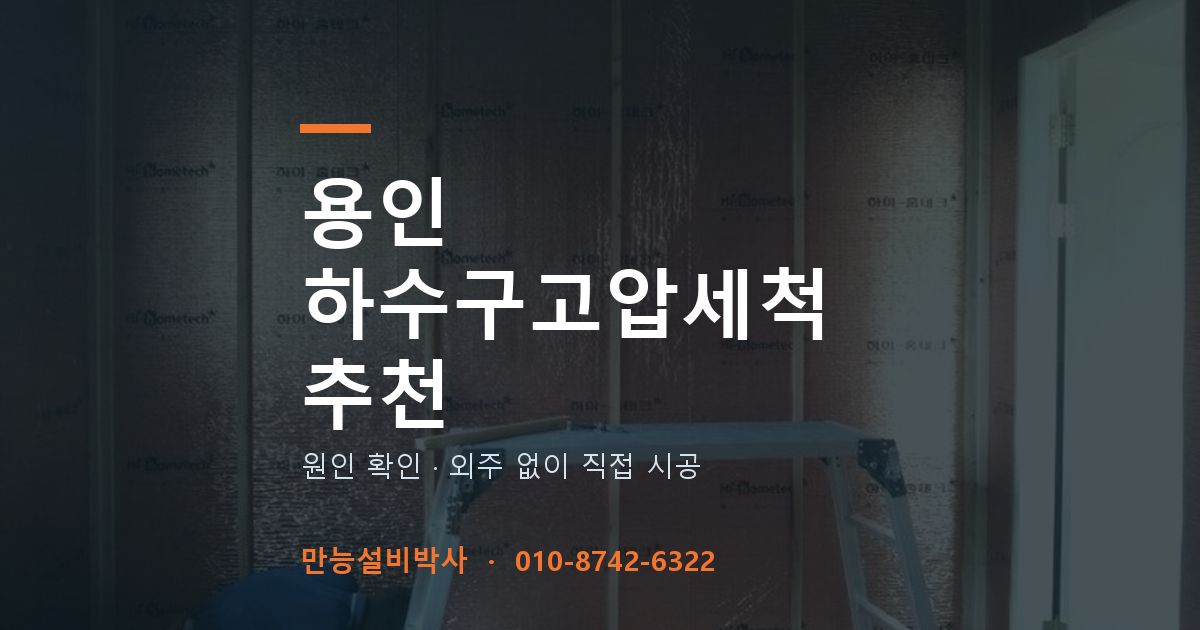 용인
하수구고압세척
추천
원인 확인 · 외주 없이 직접 시공
만능설비박사 · 010-8742-6322